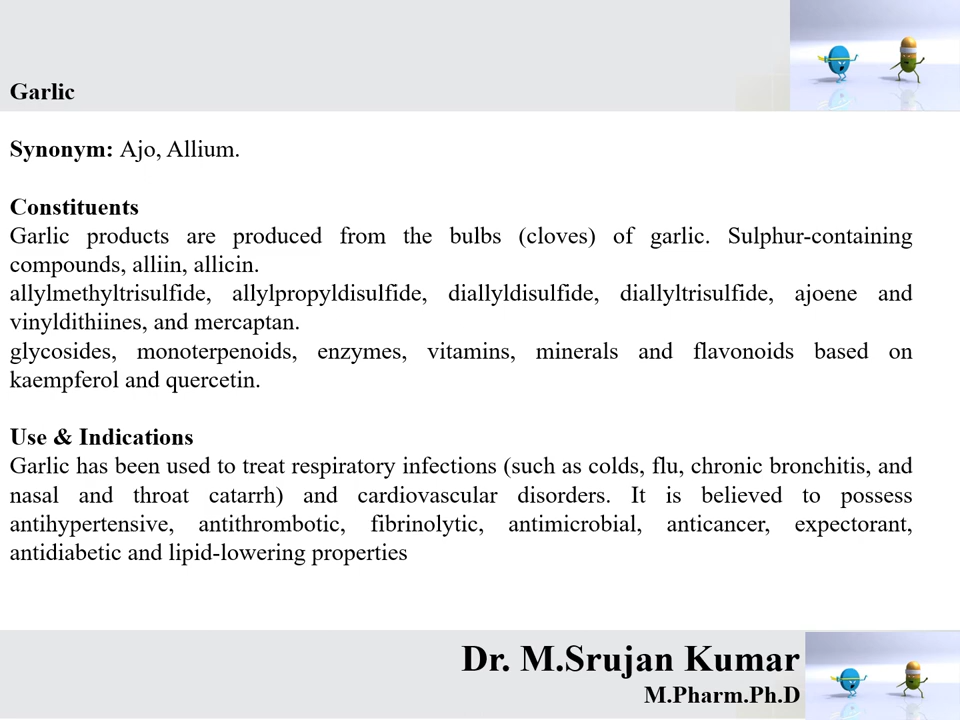 Garlic
Synonym: Ajo, Allium.
Constituents
Garlic products are produced from the bulbs (cloves) of garlic. Sulphur-containing
compounds, alliin, allicin.
allylmethyltrisulfide, allylpropyldisulfide, diallyldisulfide, diallyltrisulfide, ajoene and
vinyldithiines, and mercaptan.
glycosides, monoterpenoids, enzymes, vitamins, minerals and flavonoids based on
kaempferol and quercetin.
Use & Indications
Garlic has been used to treat respiratory infections (such as colds, flu, chronic bronchitis, and
nasal and throat catarrh) and cardiovascular disorders. It is believed to possess
antihypertensive, antithrombotic, fibrinolytic, antimicrobial, anticancer, expectorant,
antidiabetic and lipid-lowering properties
Dr. M.Srujan Kumar
M.Pharm.Ph.D